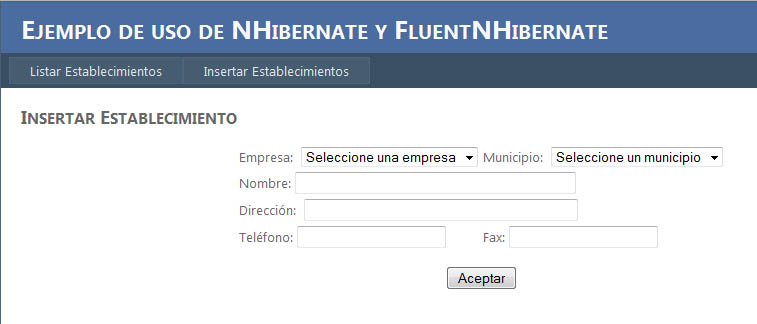 Ejemplo de uso de NHibernate y FluentNHibernate
Listar Establecimientos Insertar Establecimientos
Insertar Establecimiento
Empresa: Seleccione una empresa Municipio: Seleccione un municipio
Nombre:
Dirección:
Teléfono: Fax:
Aceptar